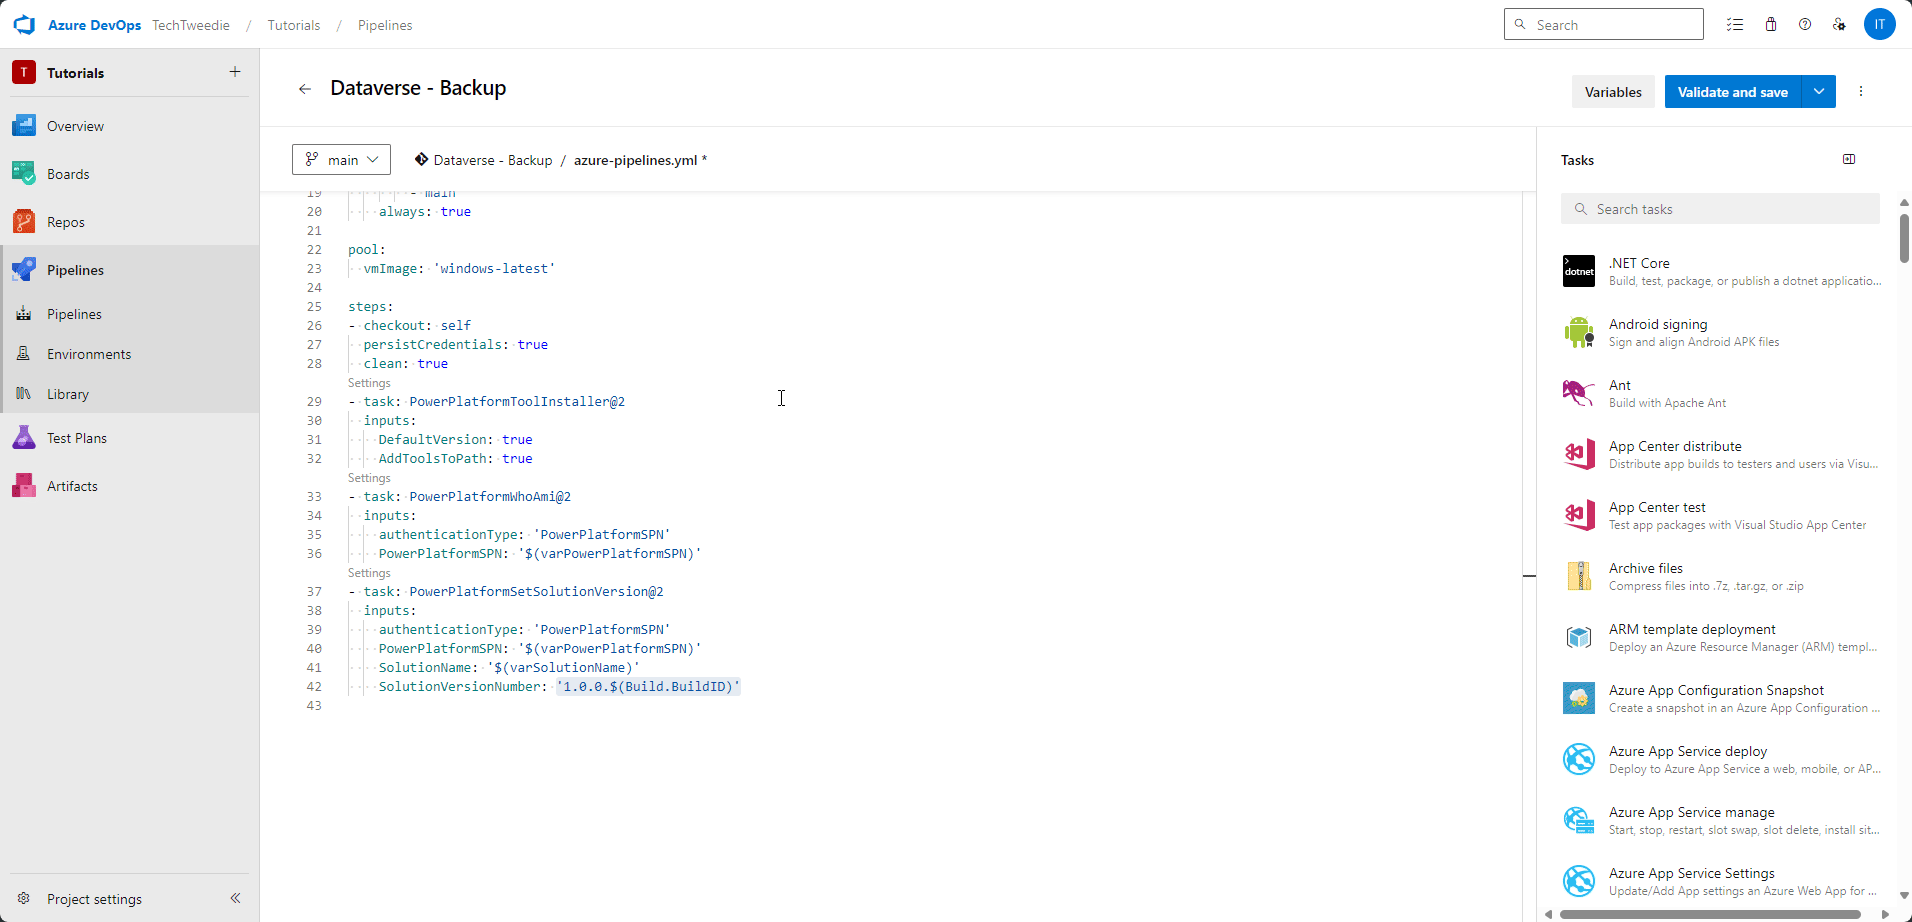 Azure DevOps TechTweedie / Tutorials / Pipelines
Search
IT
T Tutorials +
Overview
Boards
Repos
Pipelines
Pipelines
Environments
Library
Test Plans
Artifacts
Project settings
Dataverse - Backup
Variables
Validate and save
main
Dataverse - Backup / azure-pipelines.yml *
19 - main
20 always: true
21
22 pool:
23 vmImage: 'windows-latest'
24
25 steps:
26 - checkout: self
27 persistCredentials: true
28 clean: true
Settings
29 - task: PowerPlatformToolInstaller@2
30 inputs:
31 DefaultVersion: true
32 AddToolsToPath: true
Settings
33 - task: PowerPlatformWhoAmi@2
34 inputs:
35 authenticationType: 'PowerPlatformSPN'
36 PowerPlatformSPN: '$(varPowerPlatformSPN)'
Settings
37 - task: PowerPlatformSetSolutionVersion@2
38 inputs:
39 authenticationType: 'PowerPlatformSPN'
40 PowerPlatformSPN: '$(varPowerPlatformSPN)'
41 SolutionName: '$(varSolutionName)'
42 SolutionVersionNumber: '1.0.0.$(Build.BuildID)'
43
Tasks
Search tasks
dotnet
.NET Core
Build, test, package, or publish a dotnet applicatio...
Android signing
Sign and align Android APK files
Ant
Build with Apache Ant
App Center distribute
Distribute app builds to testers and users via Visu...
App Center test
Test app packages with Visual Studio App Center
Archive files
Compress files into .7z, .tar.gz, or .zip
ARM template deployment
Deploy an Azure Resource Manager (ARM) templ...
Azure App Configuration Snapshot
Create a snapshot in an Azure App Configuration ...
Azure App Service deploy
Deploy to Azure App Service a web, mobile, or AP...
Azure App Service manage
Start, stop, restart, slot swap, slot delete, install sit...
Azure App Service Settings
Update/Add App settings an Azure Web App for ...